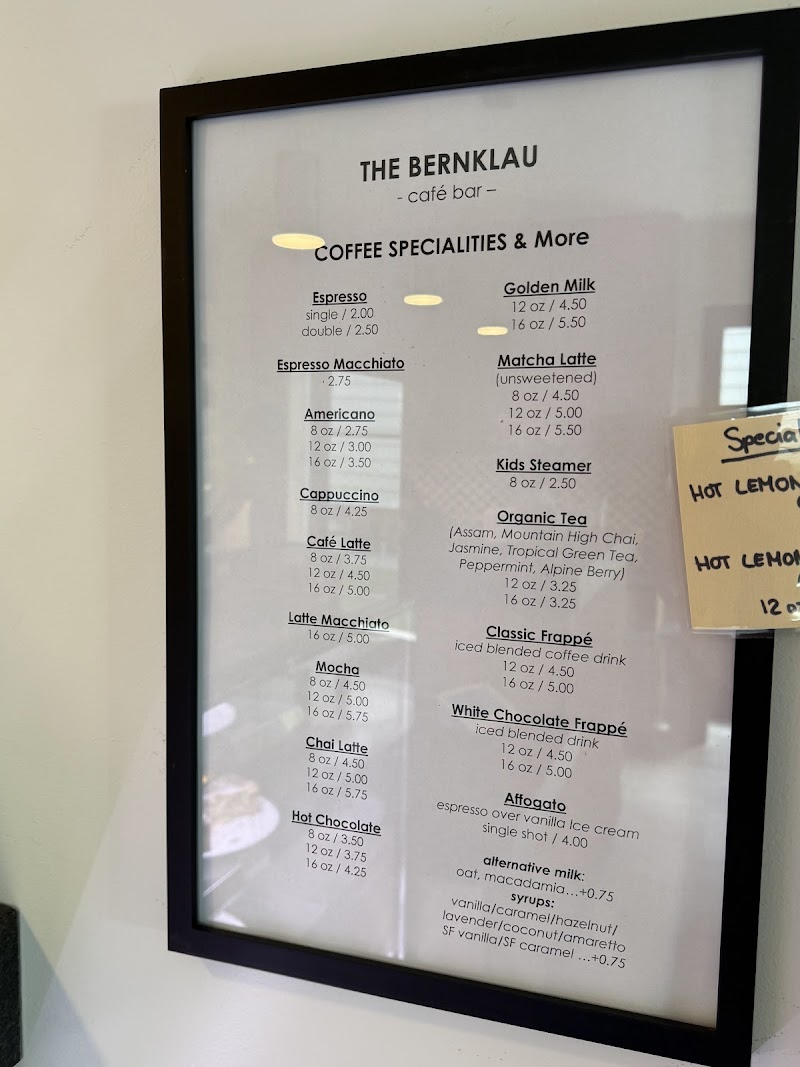 THE BERNKLAU
- café bar –
COFFEE SPECIALITIES & More
Espresso
single / 2.00
double / 2.50
Espresso Macchiato
2.75
Americano
8 oz / 2.75
12 oz / 3.00
16 oz / 3.50
Cappuccino
8 oz / 4.25
Café Latte
8 oz / 3.75
12 oz / 4.50
16 oz / 5.00
Latte Macchiato
16 oz / 5.00
Mocha
8 oz / 4.50
12 oz / 5.00
16 oz / 5.75
Chai Latte
8 oz / 4.50
12 oz / 5.00
16 oz / 5.75
Hot Chocolate
8 oz / 3.50
12 oz / 3.75
16 oz / 4.25
Golden Milk
12 oz / 4.50
16 oz / 5.50
Matcha Latte
(unsweetened)
8 oz / 4.50
12 oz / 5.00
16 oz / 5.50
Kids Steamer
8 oz / 2.50
Organic Tea
(Assam, Mountain High Chai,
Jasmine, Tropical Green Tea,
Peppermint, Alpine Berry)
12 oz / 3.25
16 oz / 3.25
Classic Frappé
iced blended coffee drink
12 oz / 4.50
16 oz / 5.00
White Chocolate Frappé
iced blended drink
12 oz / 4.50
16 oz / 5.00
Affogato
espresso over vanilla Ice cream
single shot / 4.00
alternative milk:
oat, macadamia…+0.75
syrups:
vanilla/caramel/hazelnut/
lavender/coconut/amaretto
SF vanilla/SF caramel …+0.75
Special
HOT LEMON
HOT LEMON
12 oz